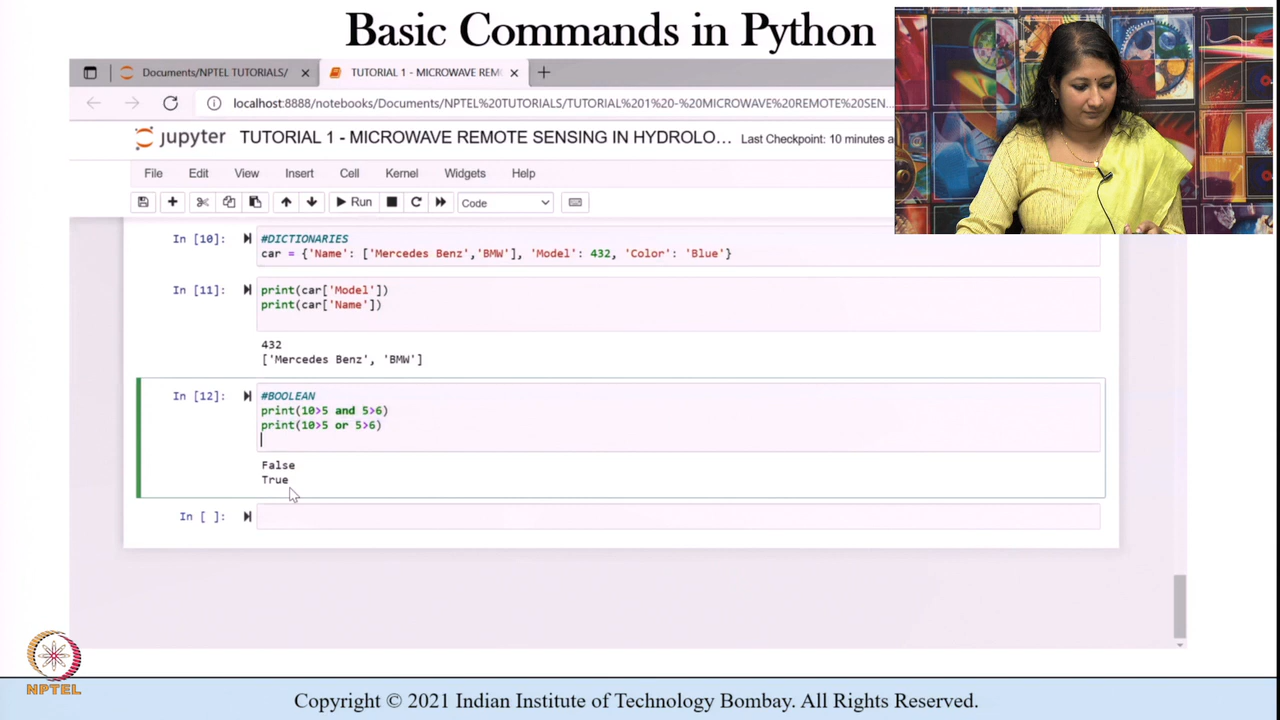 Basic Commands in Python
Documents/NPTEL TUTORIALS/
TUTORIAL 1 - MICROWAVE REM
localhost:8888/notebooks/Documents/NPTEL%20TUTORIALS/TUTORIAL%201%20-%20MICROWAVE%20REMOTE%20SEN...
jupyter TUTORIAL 1 - MICROWAVE REMOTE SENSING IN HYDROLO... Last Checkpoint: 10 minutes a
File Edit View Insert Cell Kernel Widgets Help
Run Code
In [10]: #DICTIONARIES
car = {'Name': ['Mercedes Benz','BMW'], 'Model': 432, 'Color': 'Blue'}
In [11]: print(car['Model'])
print(car['Name'])
432
['Mercedes Benz', 'BMW']
In [12]: #BOOLEAN
print(10>5 and 5>6)
print(10>5 or 5>6)
False
True
In [ ]:
NPTEL
Copyright © 2021 Indian Institute of Technology Bombay. All Rights Reserved.